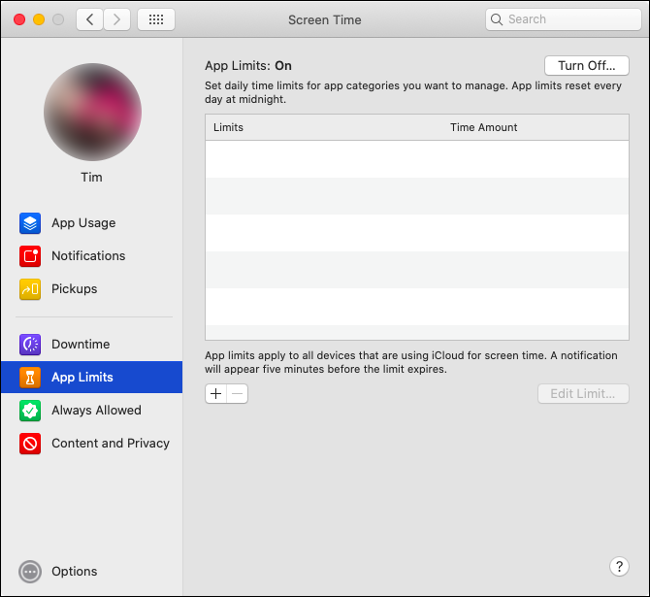 Screen Time
Search
Tim
App Usage
Notifications
Pickups
Downtime
App Limits
Always Allowed
Content and Privacy
Options
App Limits: On
Turn Off...
Set daily time limits for app categories you want to manage. App limits reset every
day at midnight.
Limits
Time Amount
App limits apply to all devices that are using iCloud for screen time. A notification
will appear five minutes before the limit expires.
+
−
Edit Limit...
?